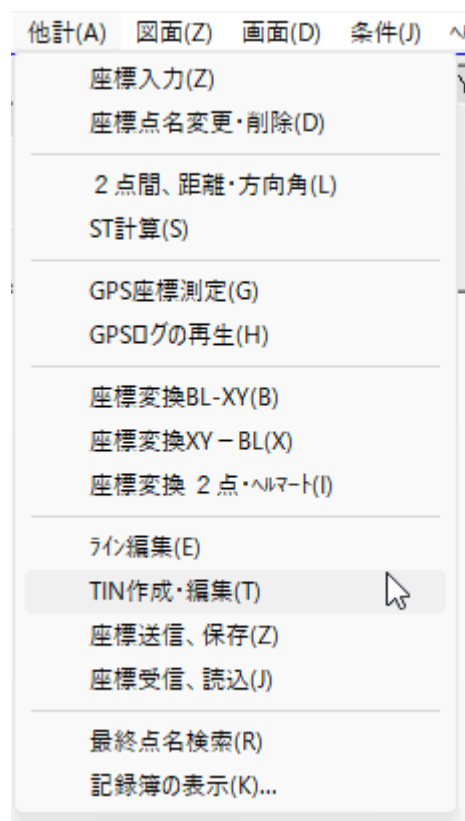 他計(A) 図面(Z) 画面(D) 条件(J)
座標入力(Z)
座標点名変更･削除(D)
２点間、距離･方向角(L)
ST計算(S)
GPS座標測定(G)
GPSﾛｸﾞの再生(H)
座標変換BL-XY(B)
座標変換XY－BL(X)
座標変換 ２点･ﾍﾙﾏｰﾄ(I)
ﾗｲﾝ編集(E)
TIN作成･編集(T)
座標送信、保存(Z)
座標受信、読込(J)
最終点名検索(R)
記録簿の表示(K)...